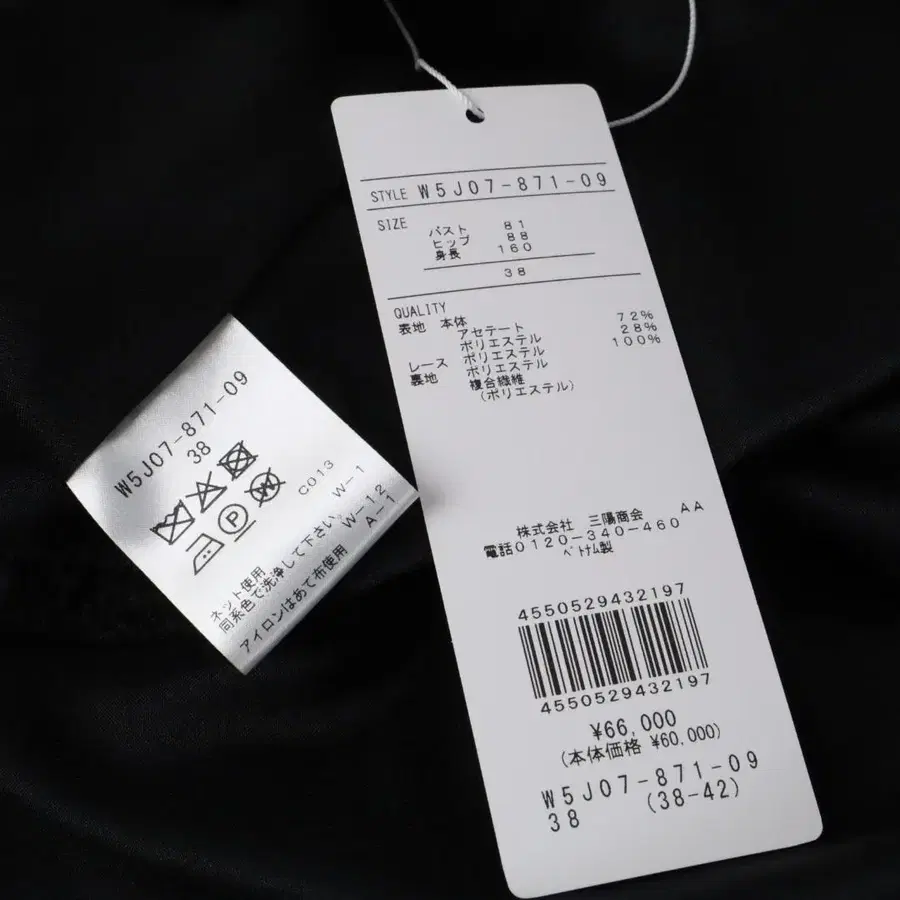 STYLE W5J07-871-09
SIZE
バスト 81
ヒップ 88
身長 160
38
QUALITY
表地 本体
アセテート 72%
ポリエステル 28%
レース ポリエステル 100%
裏地 ポリエステル
複合繊維
(ポリエステル)
株式会社 三陽商会 AA
電話0120-340-460
ベトナム製
4550529432197
4550529432197
¥66,000
(本体価格 ¥60,000)
W5J07-871-09
38 (38-42)
W5J07-871-09
38
C013
W-1
ネット使用 W-12
同系色で洗浄して下さい。 A-1
アイロンはあて布使用